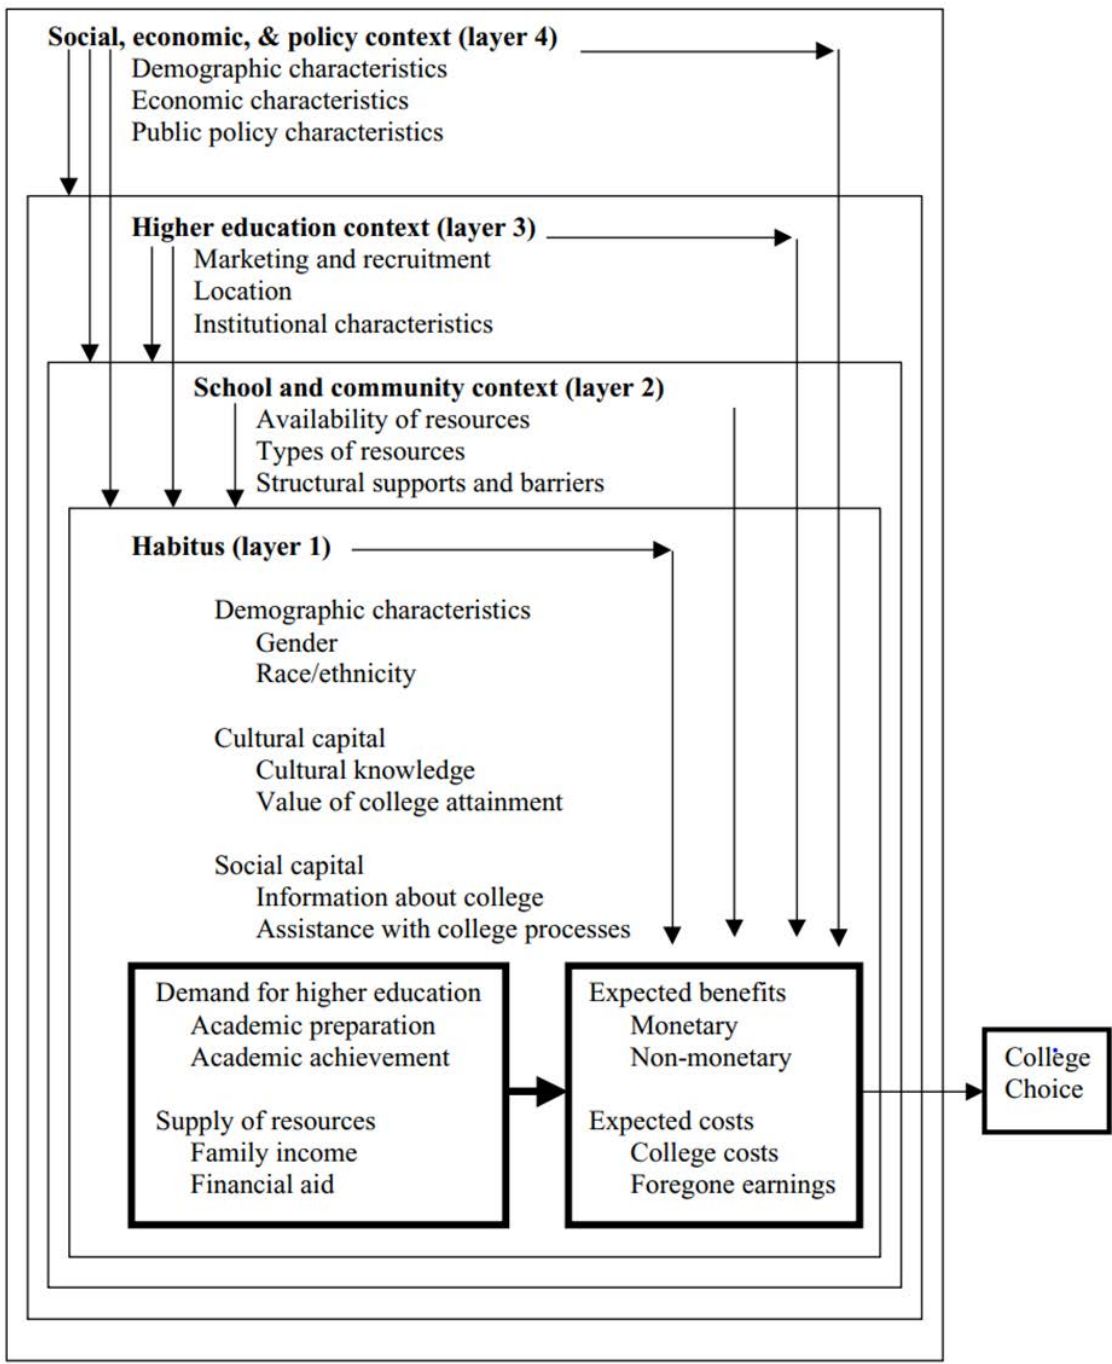 Social, economic, & policy context (layer 4)
Demographic characteristics
Economic characteristics
Public policy characteristics
Higher education context (layer 3)
Marketing and recruitment
Location
Institutional characteristics
School and community context (layer 2)
Availability of resources
Types of resources
Structural supports and barriers
Habitus (layer 1)
Demographic characteristics
Gender
Race/ethnicity
Cultural capital
Cultural knowledge
Value of college attainment
Social capital
Information about college
Assistance with college processes
Demand for higher education
Academic preparation
Academic achievement
Supply of resources
Family income
Financial aid
Expected benefits
Monetary
Non-monetary
Expected costs
College costs
Foregone earnings
College
Choice